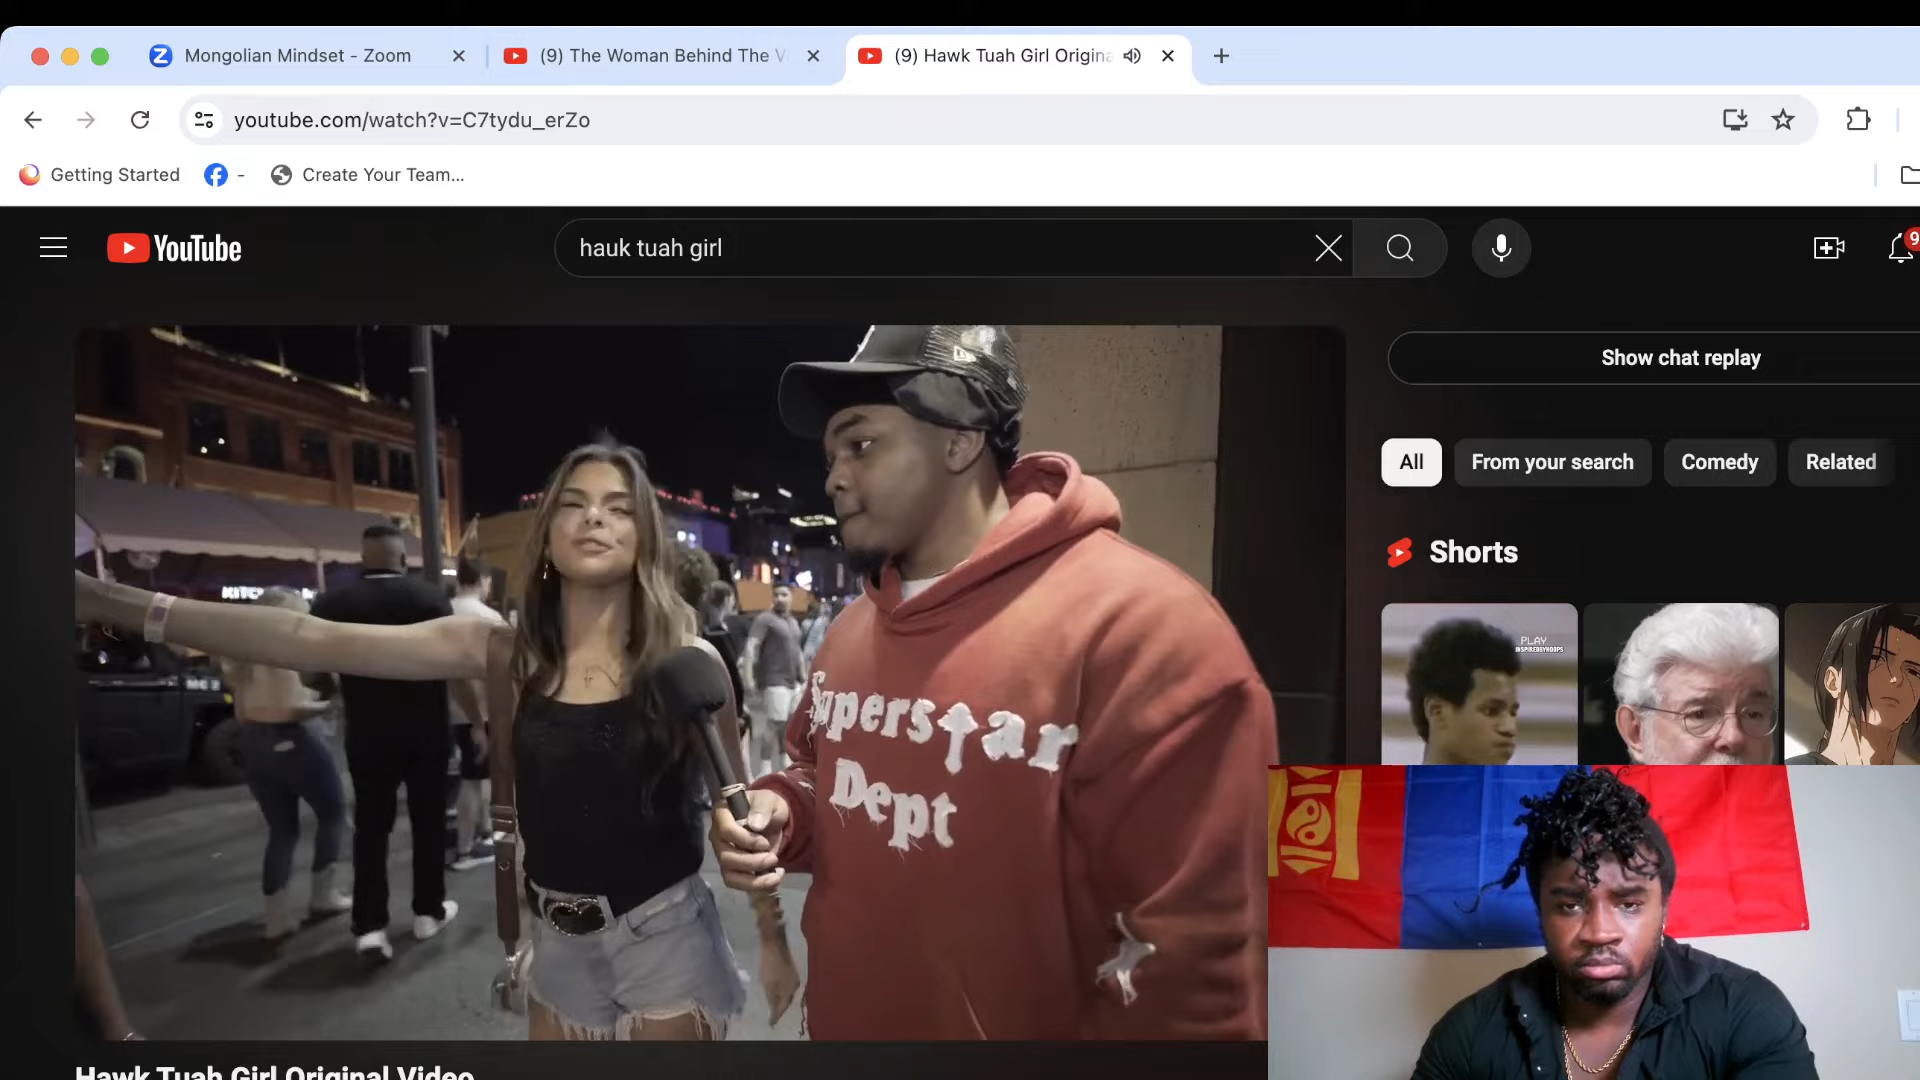 Mongolian Mindset - Zoom
(9) The Woman Behind The V
(9) Hawk Tuah Girl Origina
youtube.com/watch?v=C7tydu_erZo
Getting Started
-
Create Your Team...
YouTube
hauk tuah girl
9
Show chat replay
All
From your search
Comedy
Related
Shorts
PLAY
INSPIREDBYHOOPS
Superstar
Dept
Hawk Tuah Girl Original Video